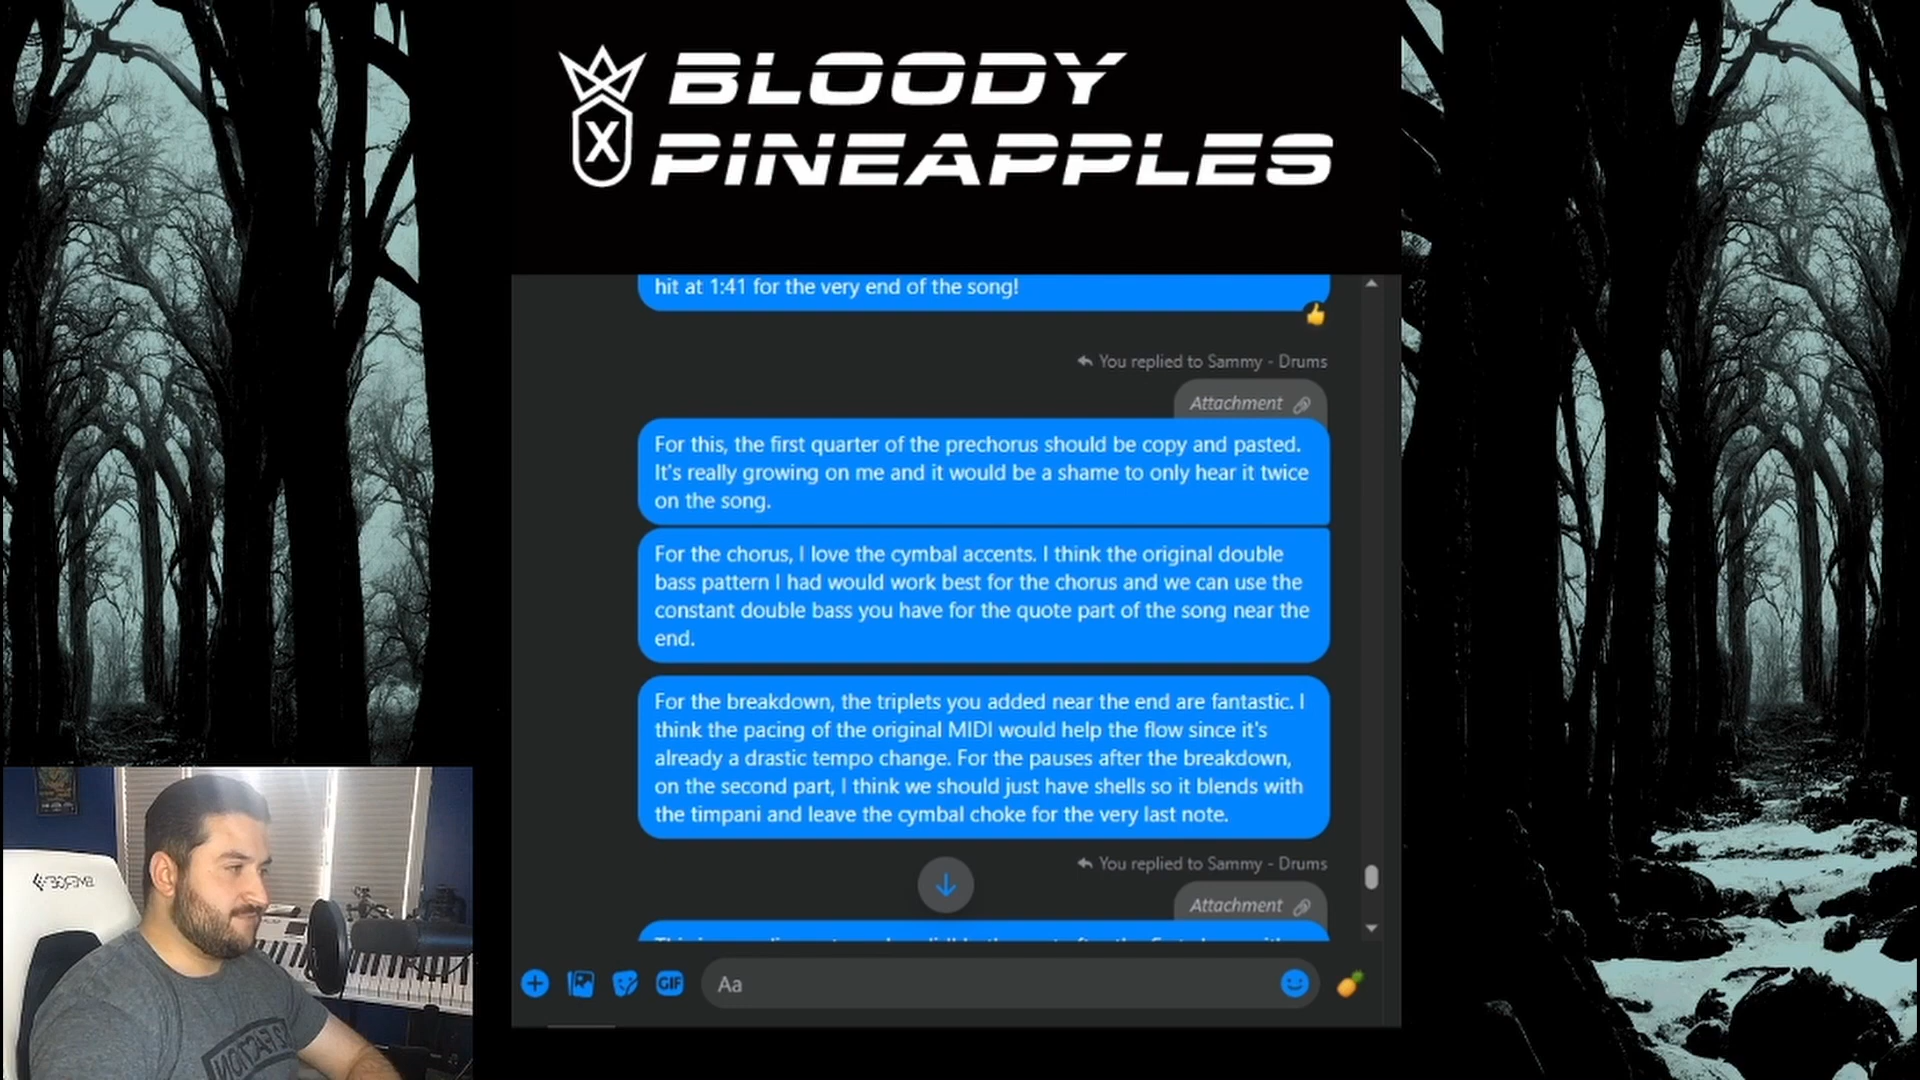 BLOODY
X PINEAPPLES
hit at 1:41 for the very end of the song!
You replied to Sammy - Drums
Attachment
For this, the first quarter of the prechorus should be copy and pasted.
It's really growing on me and it would be a shame to only hear it twice
on the song.
For the chorus, I love the cymbal accents. I think the original double
bass pattern I had would work best for the chorus and we can use the
constant double bass you have for the quote part of the song near the
end.
For the breakdown, the triplets you added near the end are fantastic. I
think the pacing of the original MIDI would help the flow since it's
already a drastic tempo change. For the pauses after the breakdown,
on the second part, I think we should just have shells so it blends with
the timpani and leave the cymbal choke for the very last note.
You replied to Sammy - Drums
Attachment
GIF
Aa